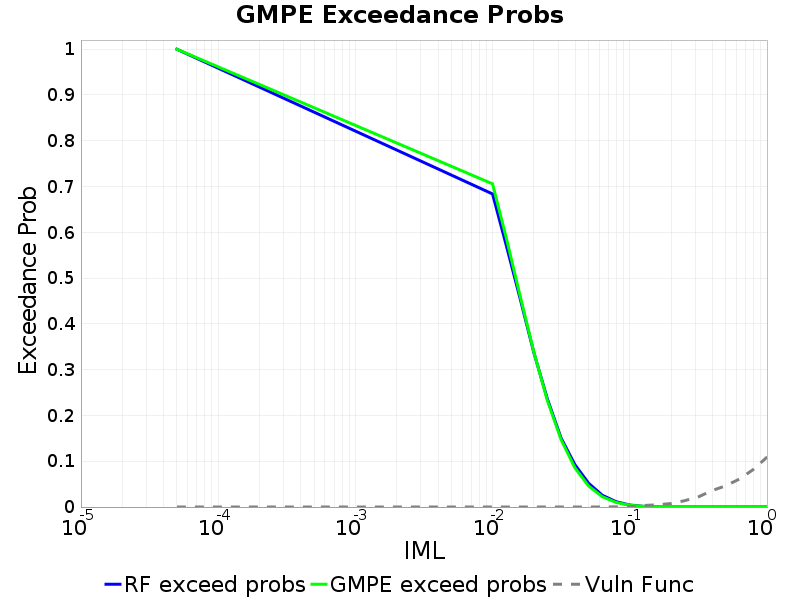 GMPE Exceedance Probs
Exceedance Prob
1
0.9
0.8
0.7
0.6
0.5
0.4
0.3
0.2
0.1
0
10^-5 10^-4 10^-3 10^-2 10^-1 10^0
IML
RF exceed probs GMPE exceed probs Vuln Func